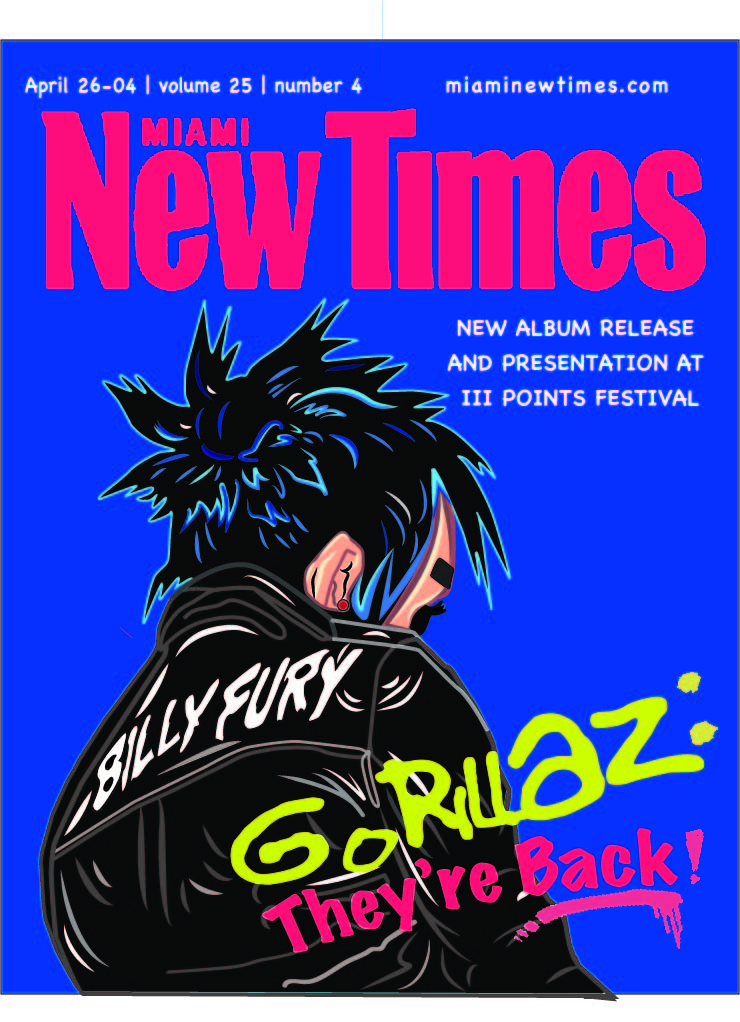 April 26-04 | volume 25 | number 4
miaminewtimes.com
MIAMI
New Times
NEW ALBUM RELEASE
AND PRESENTATION AT
III POINTS FESTIVAL
BILLY FURY
GoRillaz:
They're Back!